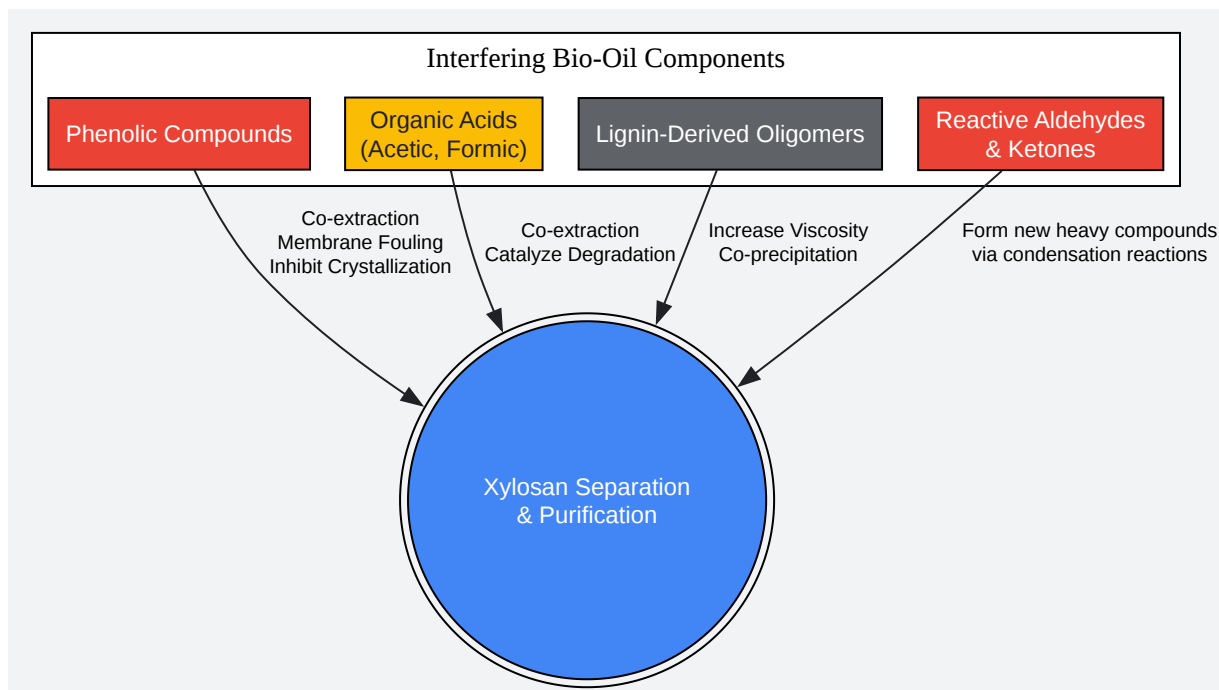 Interfering Bio-Oil Components
Phenolic Compounds
Organic Acids
(Acetic, Formic)
Lignin-Derived Oligomers
Reactive Aldehydes
& Ketones
Co-extraction
Membrane Fouling
Inhibit Crystallization
Co-extraction
Catalyze Degradation
Increase Viscosity
Co-precipitation
Form new heavy compounds
via condensation reactions
Xylosan Separation
& Purification